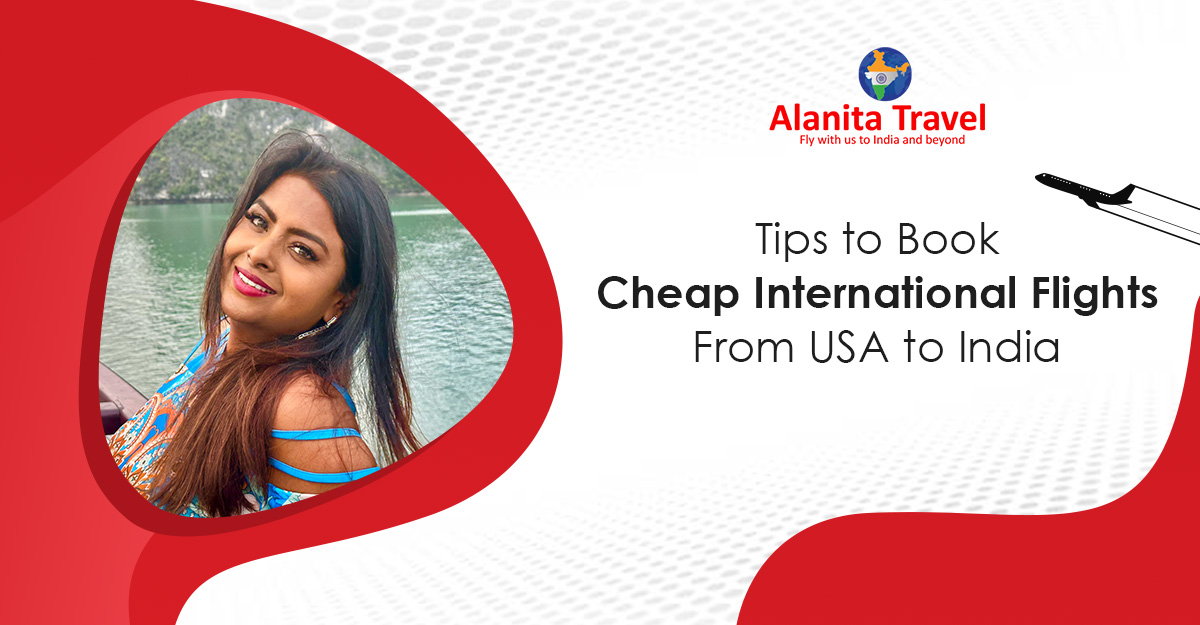 Alanita Travel
Fly with us to India and beyond
Tips to Book
Cheap International Flights
From USA to India